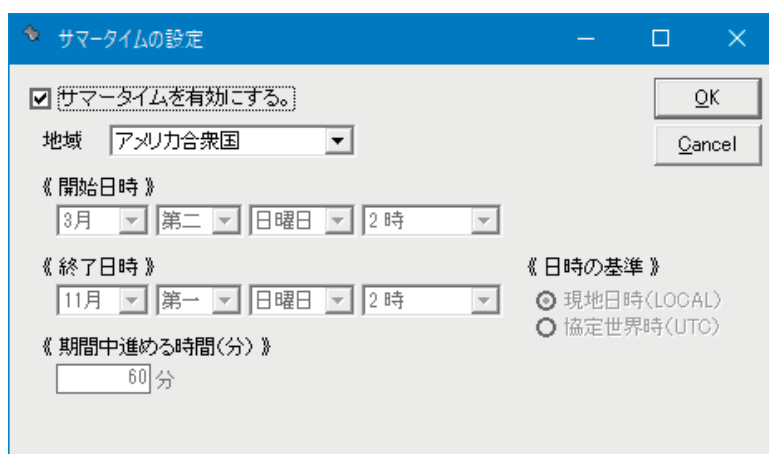 サマータイムの設定
サマータイムを有効にする。
OK
地域 アメリカ合衆国
Cancel
《 開始日時 》
3月 第二 日曜日 2 時
《 終了日時 》
《 日時の基準 》
11月 第一 日曜日 2 時
現地日時(LOCAL)
協定世界時(UTC)
《 期間中進める時間(分) 》
60 分